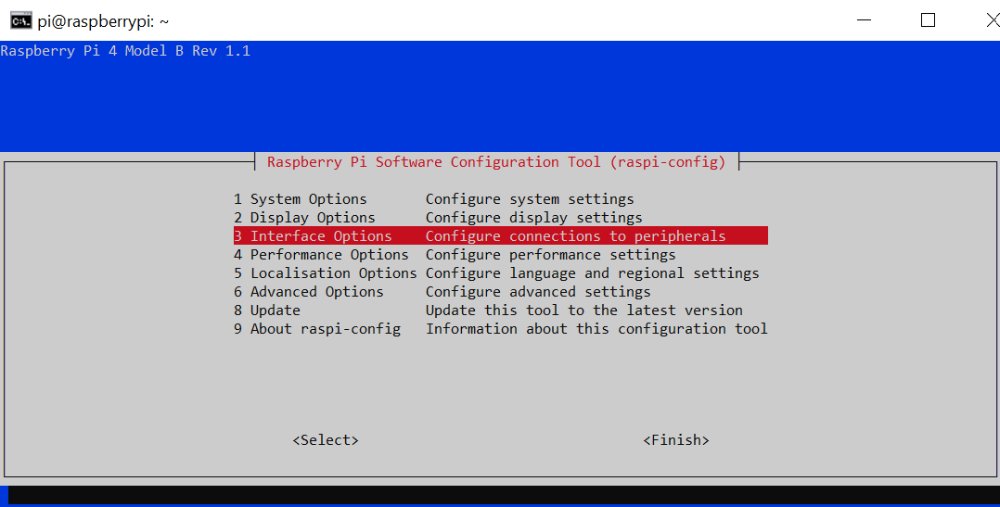 pi@raspberrypi: ~
Raspberry Pi 4 Model B Rev 1.1
Raspberry Pi Software Configuration Tool (raspi-config)
1 System Options Configure system settings
2 Display Options Configure display settings
3 Interface Options Configure connections to peripherals
4 Performance Options Configure performance settings
5 Localisation Options Configure language and regional settings
6 Advanced Options Configure advanced settings
8 Update Update this tool to the latest version
9 About raspi-config Information about this configuration tool
<Select> <Finish>